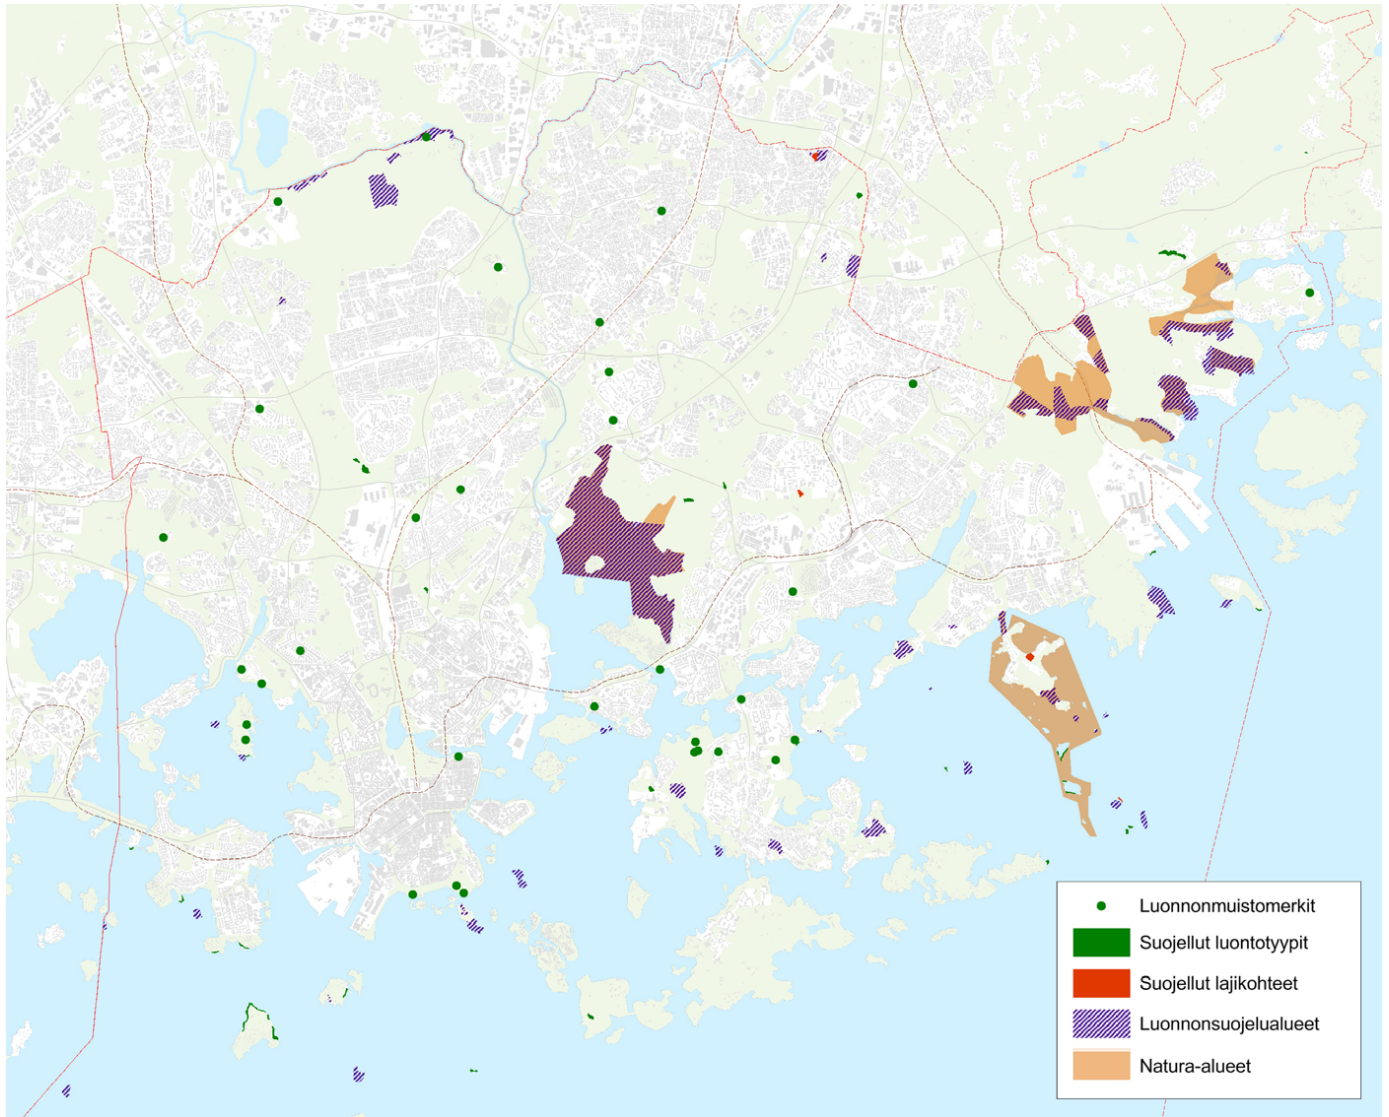 Luonnonmuistomerkit
Suojellut luontotyypit
Suojellut lajikohteet
Luonnonsuojelualueet
Natura-alueet